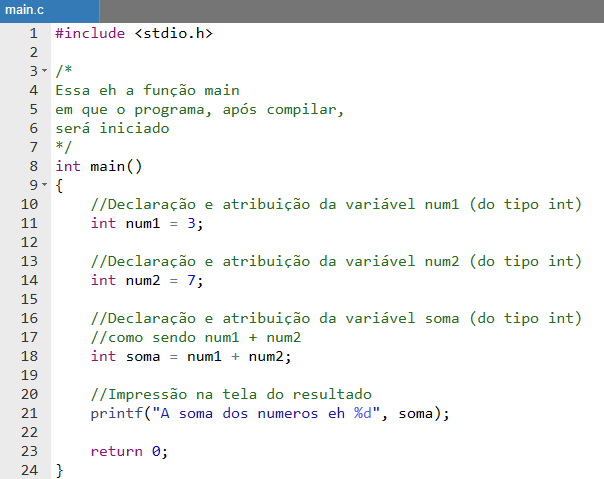 main.c
1 #include <stdio.h>
2
3 /*
4 Essa eh a função main
5 em que o programa, após compilar,
6 será iniciado
7 */
8 int main()
9 {
10 //Declaração e atribuição da variável num1 (do tipo int)
11 int num1 = 3;
12
13 //Declaração e atribuição da variável num2 (do tipo int)
14 int num2 = 7;
15
16 //Declaração e atribuição da variável soma (do tipo int)
17 //como sendo num1 + num2
18 int soma = num1 + num2;
19
20 //Impressão na tela do resultado
21 printf("A soma dos numeros eh %d", soma);
22
23 return 0;
24 }